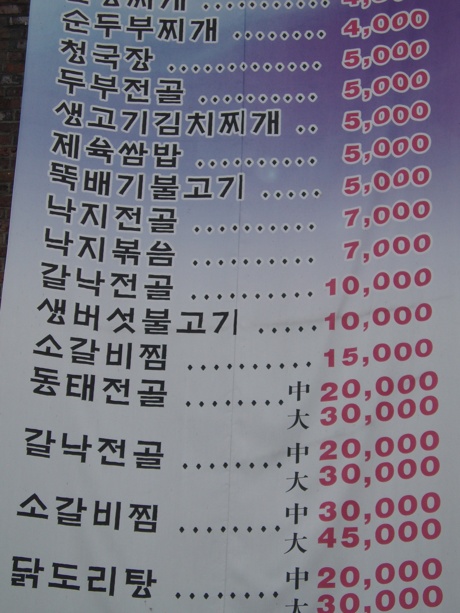 순두부찌개 ........ 4,000
청국장 ............. 5,000
두부전골 .......... 5,000
생고기김치찌개 .. 5,000
제육쌈밥 .......... 5,000
뚝배기불고기 ..... 5,000
낙지전골 .......... 7,000
낙지볶음 .......... 7,000
갈낙전골 .......... 10,000
생버섯불고기 ..... 10,000
소갈비찜 .......... 15,000
동태전골 ........ 中 20,000
大 30,000
갈낙전골 ........ 中 20,000
大 30,000
소갈비찜 ........ 中 30,000
大 45,000
닭도리탕 ........ 中 20,000
大 30,000